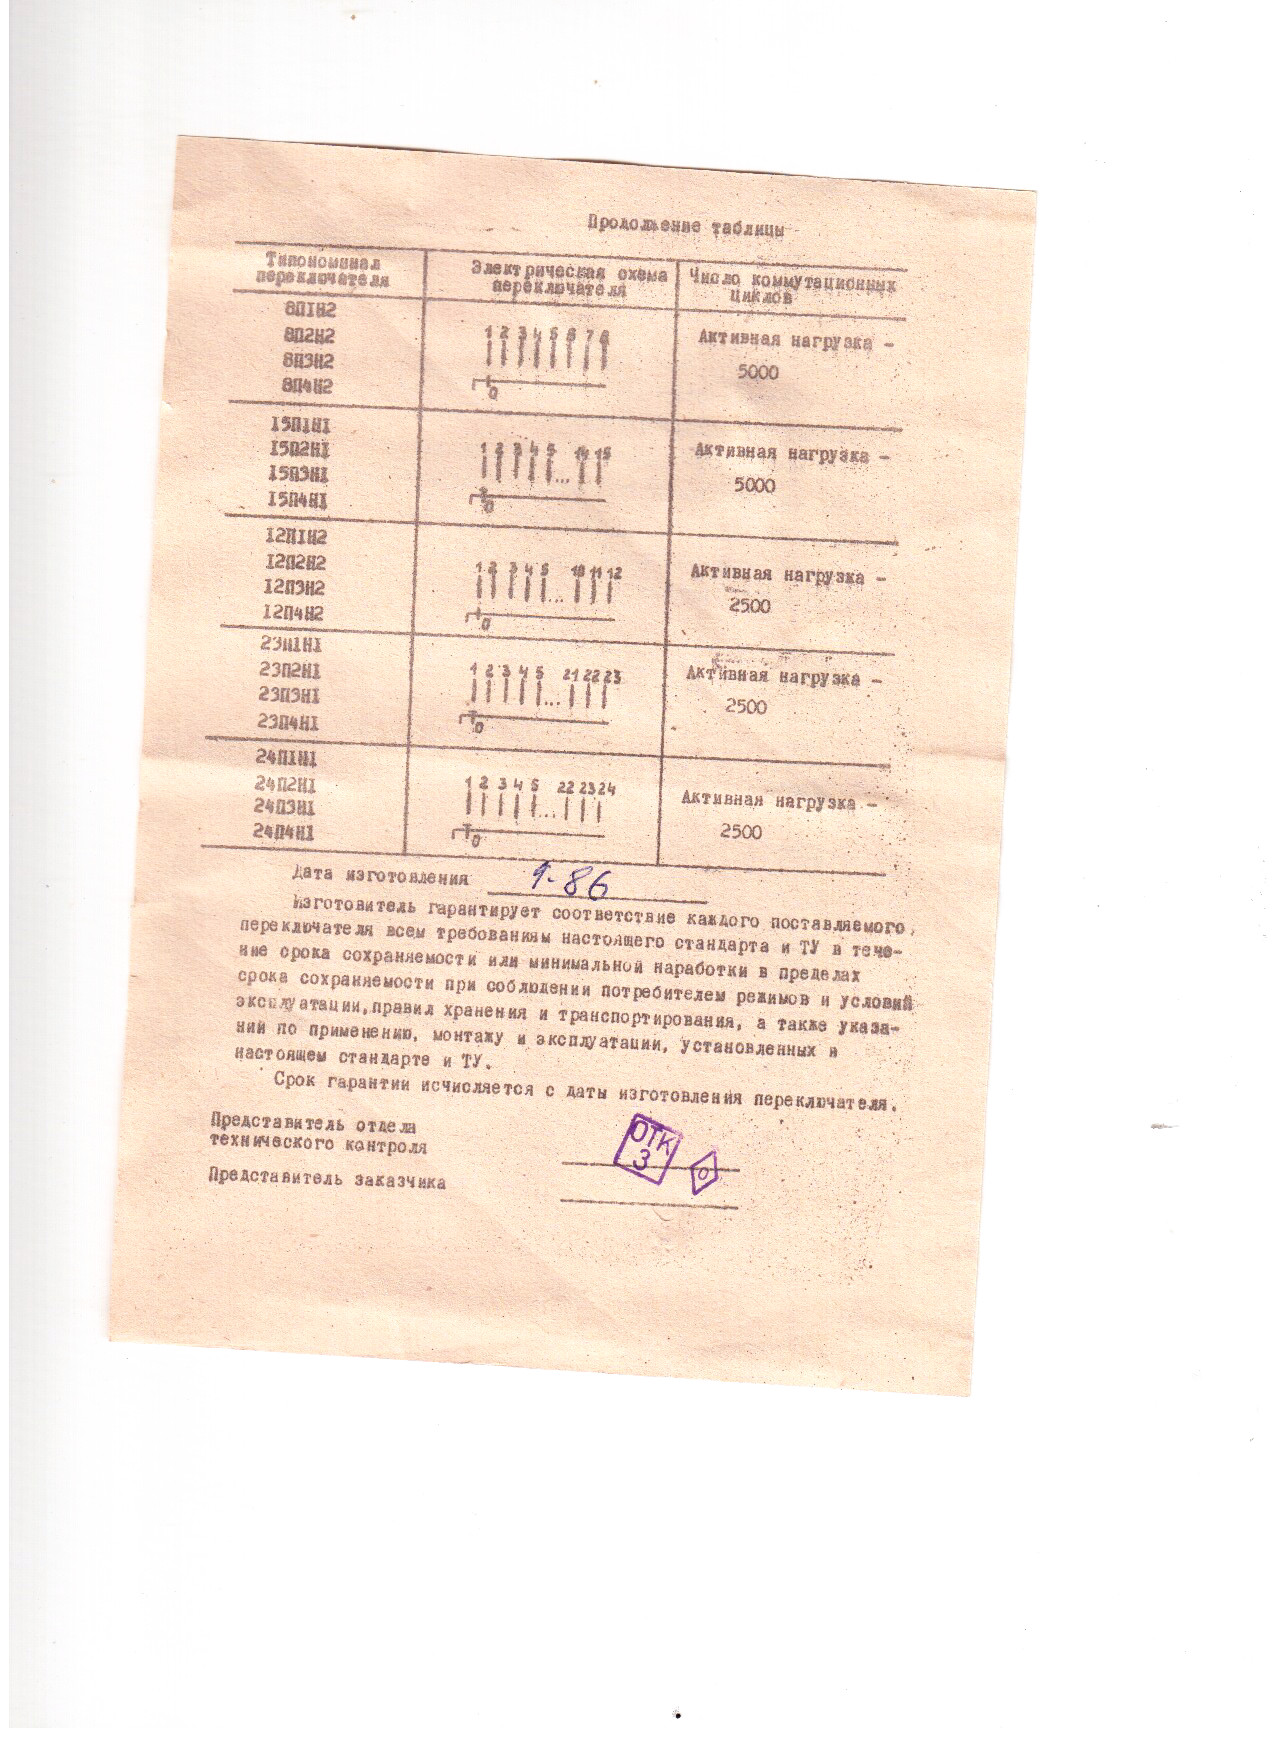 Продолжение таблицы
Типономинал переключателя
Электрическая схема переключателя
Число коммутационных циклов
8П1Н2
8П2Н2
8П3Н2
8П4Н2
1 2 3 4 5 6 7 8
0
Активная нагрузка -
5000
15П1Н1
15П2Н1
15П3Н1
15П4Н1
1 2 3 4 5 ... 14 15
0
Активная нагрузка -
5000
12П1Н2
12П2Н2
12П3Н2
12П4Н2
1 2 3 4 5 ... 10 11 12
0
Активная нагрузка -
2500
23П1Н1
23П2Н1
23П3Н1
23П4Н1
1 2 3 4 5 ... 21 22 23
0
Активная нагрузка -
2500
24П1Н1
24П2Н1
24П3Н1
24П4Н1
1 2 3 4 5 ... 22 23 24
0
Активная нагрузка -
2500
Дата изготовления 9-86
Изготовитель гарантирует соответствие каждого поставляемого
переключателя всем требованиям настоящего стандарта и ТУ в тече-
ние срока сохраняемости или минимальной наработки в пределах
срока сохраняемости при соблюдении потребителем режимов и условий
эксплуатации, правил хранения и транспортирования, а также указа-
ний по применению, монтажу и эксплуатации, установленных в
настоящем стандарте и ТУ.
Срок гарантии исчисляется с даты изготовления переключателя.
Представитель отдела
технического контроля
ОТК
3
0
Представитель заказчика